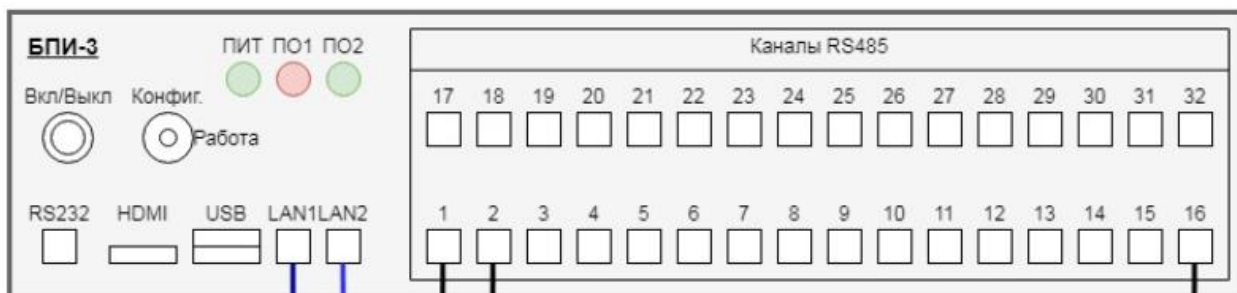 БПИ-3
ПИТ ПО1 ПО2
Вкл/Выкл Конфиг.
Работа
RS232 HDMI USB LAN1 LAN2
Каналы RS485
17 18 19 20 21 22 23 24 25 26 27 28 29 30 31 32
1 2 3 4 5 6 7 8 9 10 11 12 13 14 15 16